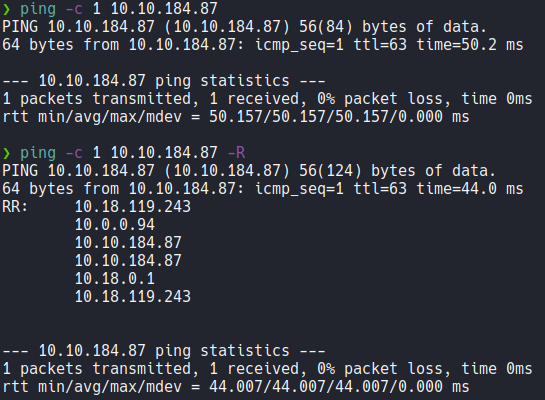 ❯ ping -c 1 10.10.184.87
PING 10.10.184.87 (10.10.184.87) 56(84) bytes of data.
64 bytes from 10.10.184.87: icmp_seq=1 ttl=63 time=50.2 ms
--- 10.10.184.87 ping statistics ---
1 packets transmitted, 1 received, 0% packet loss, time 0ms
rtt min/avg/max/mdev = 50.157/50.157/50.157/0.000 ms
❯ ping -c 1 10.10.184.87 -R
PING 10.10.184.87 (10.10.184.87) 56(124) bytes of data.
64 bytes from 10.10.184.87: icmp_seq=1 ttl=63 time=44.0 ms
RR: 10.18.119.243
10.0.0.94
10.10.184.87
10.10.184.87
10.18.0.1
10.18.119.243
--- 10.10.184.87 ping statistics ---
1 packets transmitted, 1 received, 0% packet loss, time 0ms
rtt min/avg/max/mdev = 44.007/44.007/44.007/0.000 ms